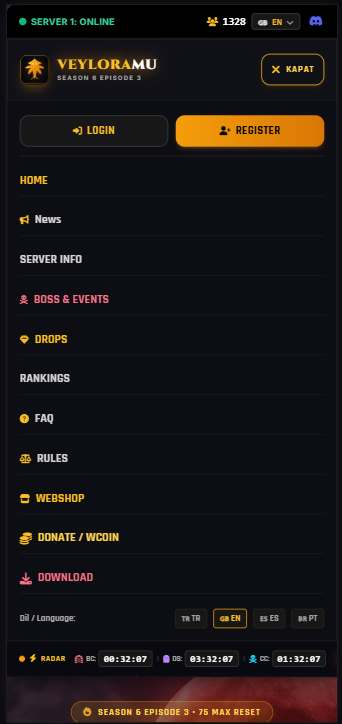 SERVER 1: ONLINE 1328 GB EN
VEYLORAMU
SEASON 6 EPISODE 3
KAPAT
LOGIN REGISTER
HOME
News
SERVER INFO
BOSS & EVENTS
DROPS
RANKINGS
FAQ
RULES
WEBSHOP
DONATE / WCOIN
DOWNLOAD
Dil / Language: TR TR GB EN ES ES BR PT
RADAR BC: 00:32:07 DS: 03:32:07 CC: 01:32:07
SEASON 6 EPISODE 3 • 75 MAX RESET